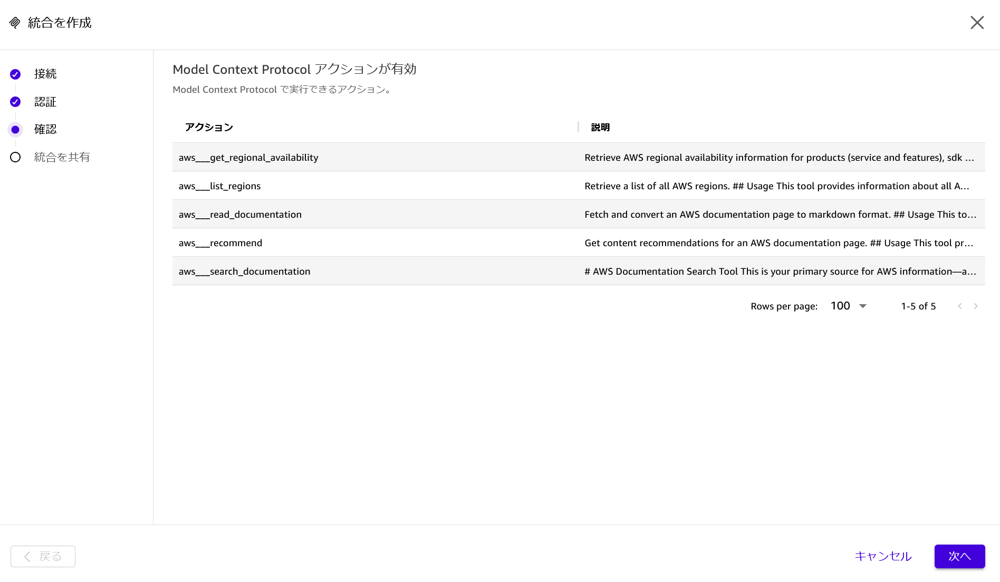 統合を作成
接続
認証
確認
統合を共有
Model Context Protocol アクションが有効
Model Context Protocol で実行できるアクション。
アクション 説明
aws___get_regional_availability Retrieve AWS regional availability information for products (service and features), sdk ...
aws___list_regions Retrieve a list of all AWS regions. ## Usage This tool provides information about all A...
aws___read_documentation Fetch and convert an AWS documentation page to markdown format. ## Usage This to...
aws___recommend Get content recommendations for an AWS documentation page. ## Usage This tool pr...
aws___search_documentation # AWS Documentation Search Tool This is your primary source for AWS information—a...
Rows per page: 100 1-5 of 5
戻る キャンセル 次へ